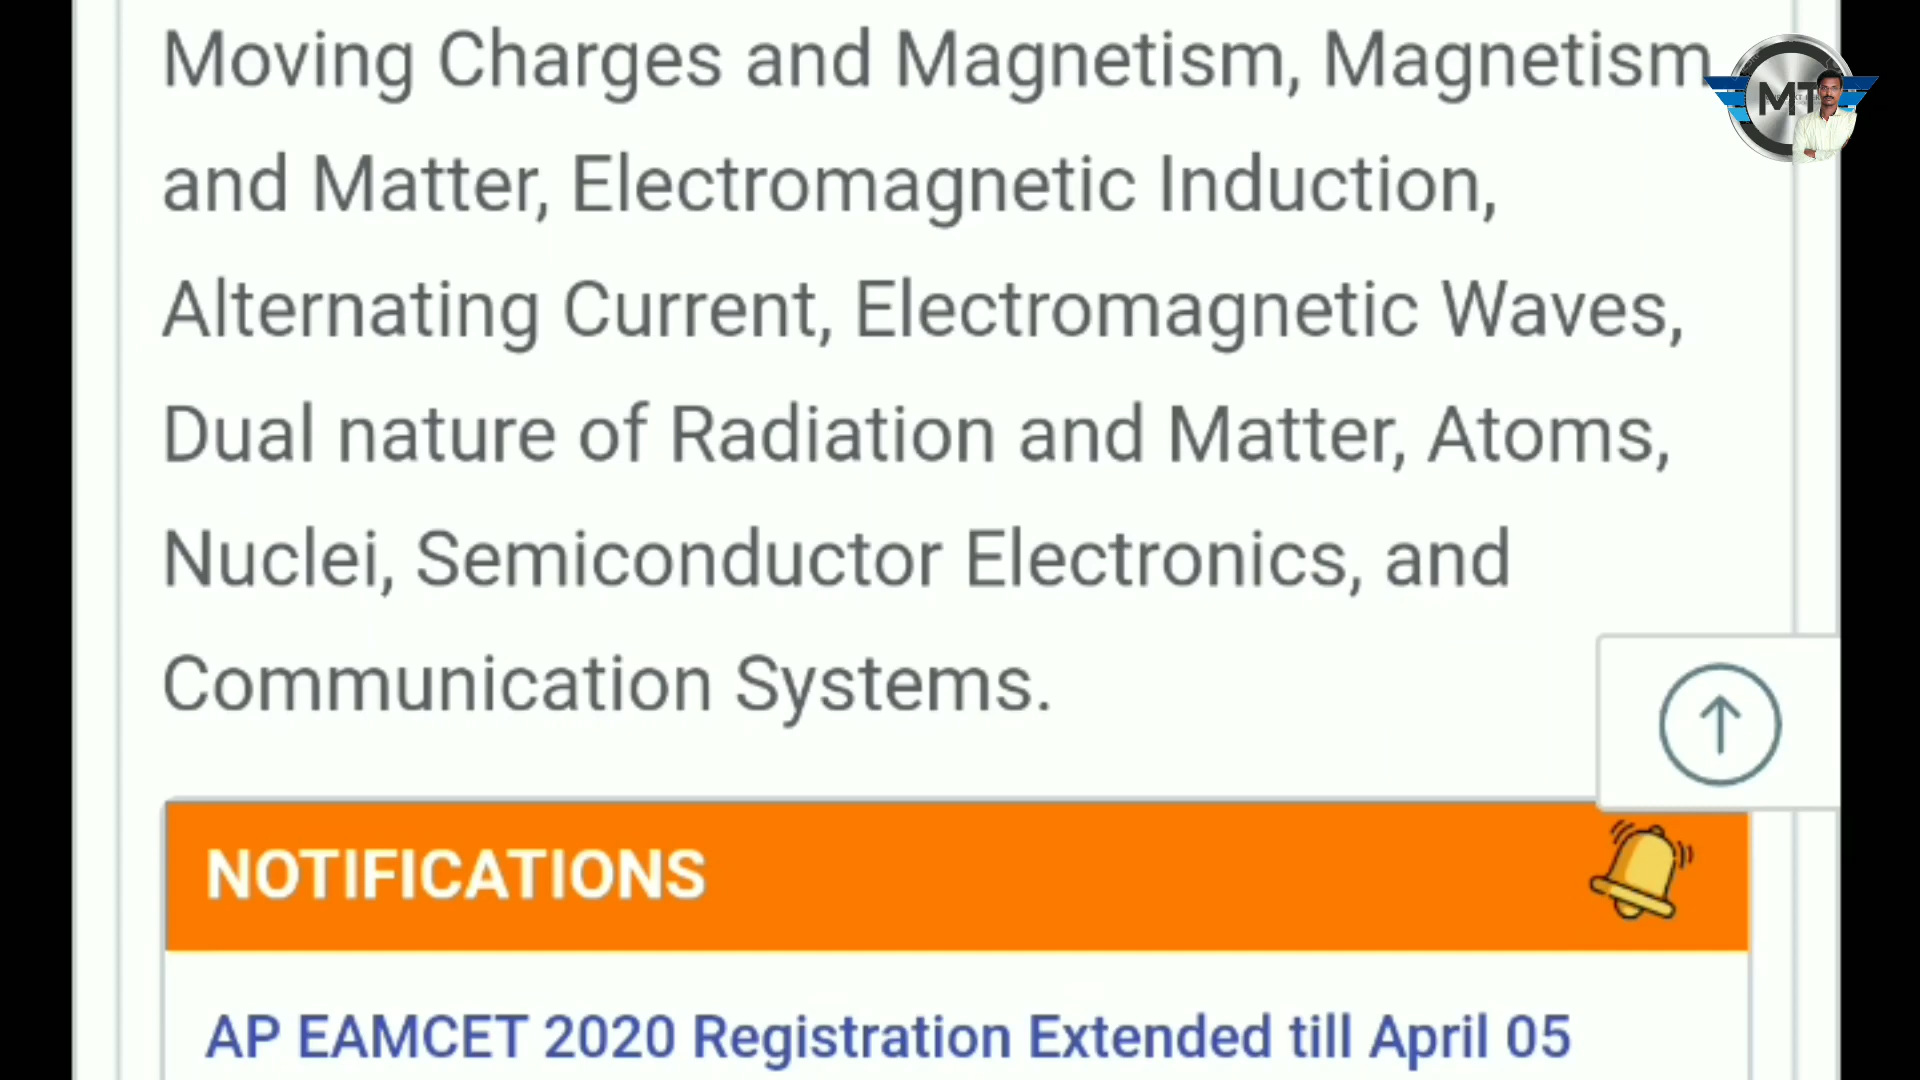 Moving Charges and Magnetism, Magnetism
and Matter, Electromagnetic Induction,
Alternating Current, Electromagnetic Waves,
Dual nature of Radiation and Matter, Atoms,
Nuclei, Semiconductor Electronics, and
Communication Systems.
NOTIFICATIONS
AP EAMCET 2020 Registration Extended till April 05
MT